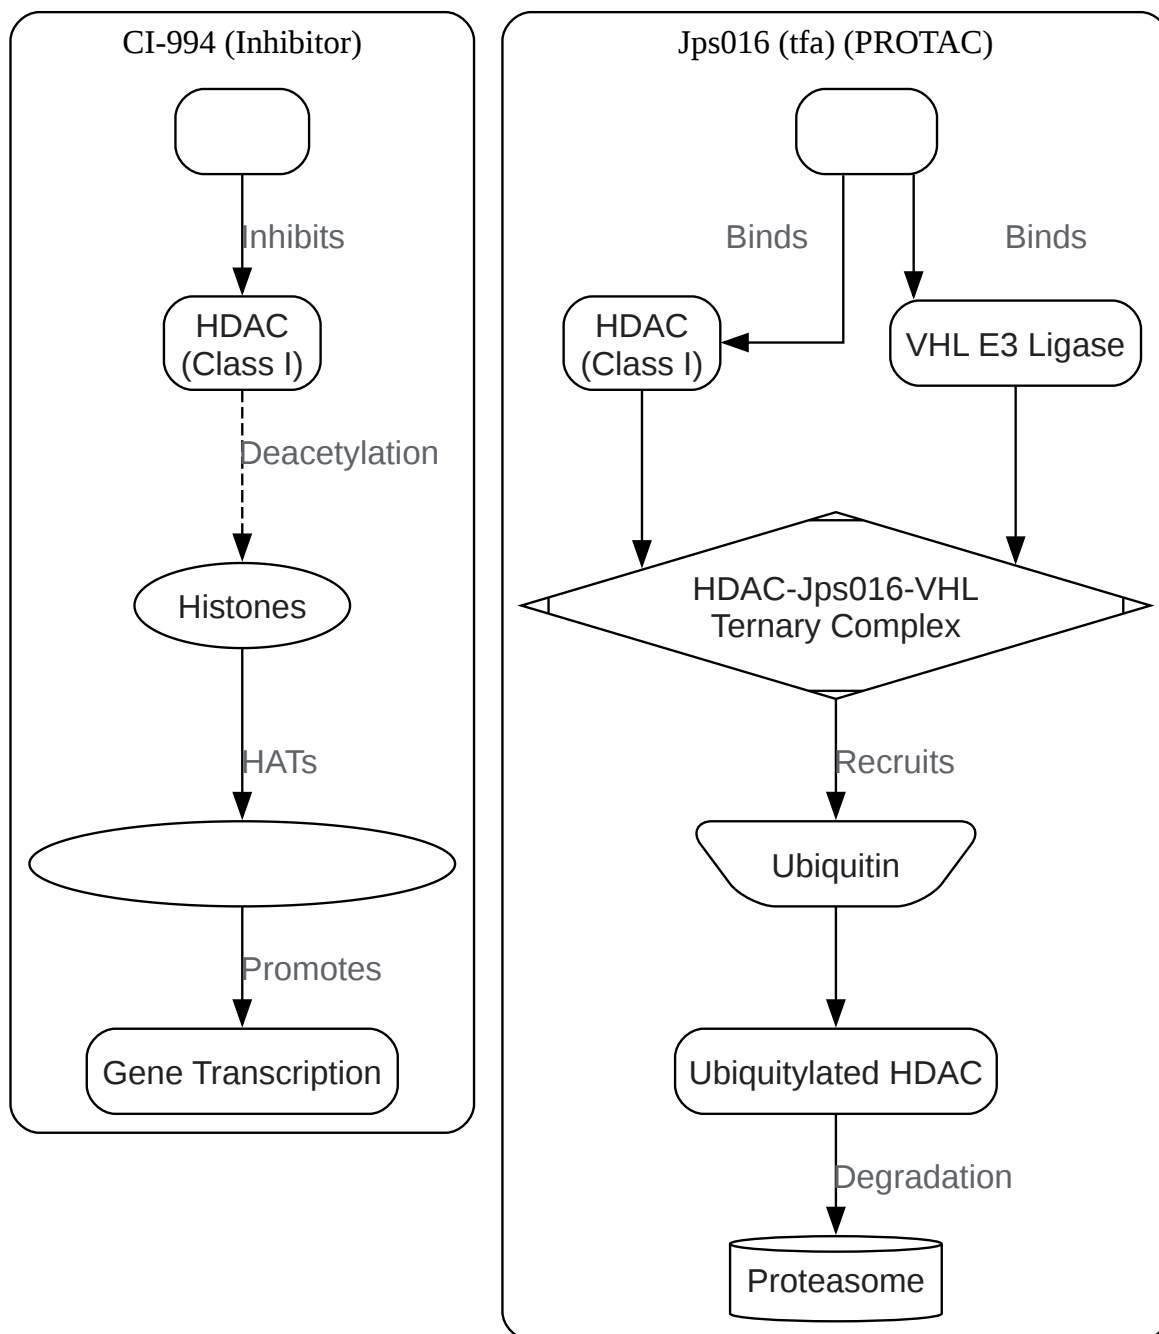 CI-994 (Inhibitor)
Inhibits
HDAC
(Class I)
Deacetylation
Histones
HATs
Promotes
Gene Transcription
Jps016 (tfa) (PROTAC)
Binds
Binds
HDAC
(Class I)
VHL E3 Ligase
HDAC-Jps016-VHL
Ternary Complex
Recruits
Ubiquitin
Ubiquitylated HDAC
Degradation
Proteasome